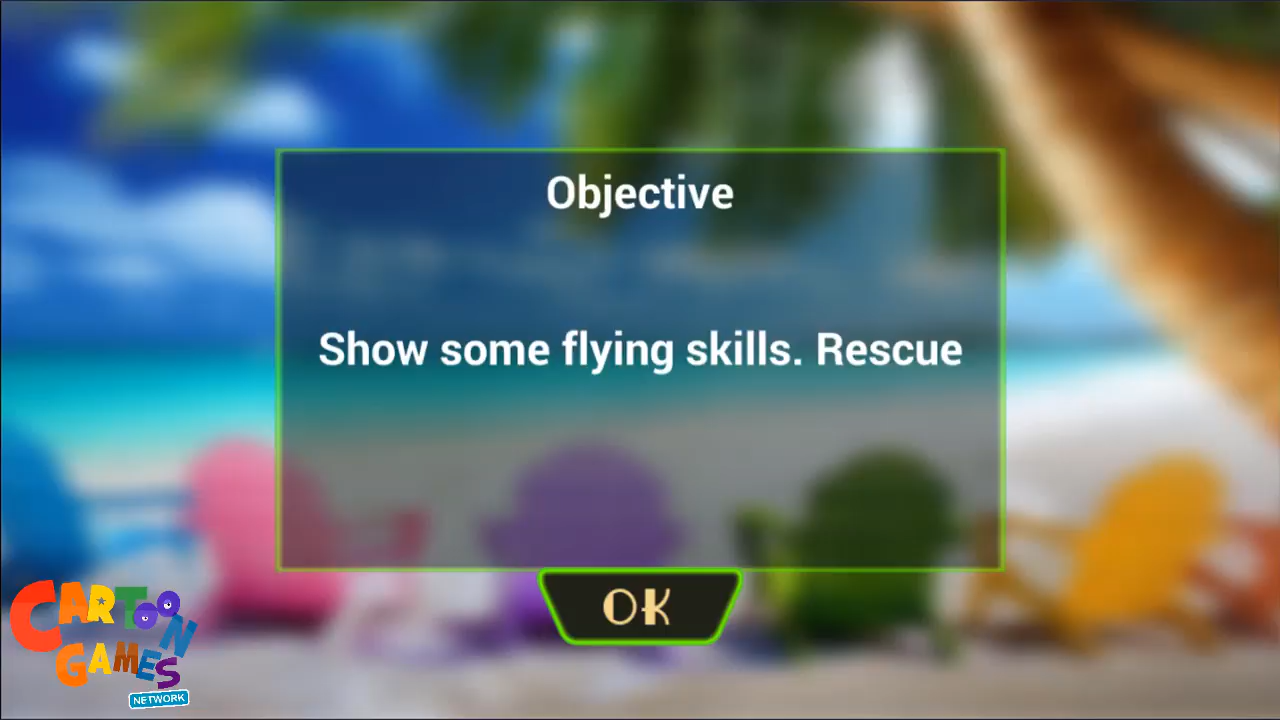 Objective
Show some flying skills. Rescue
OK
CARTOON
GAMES
NETWORK